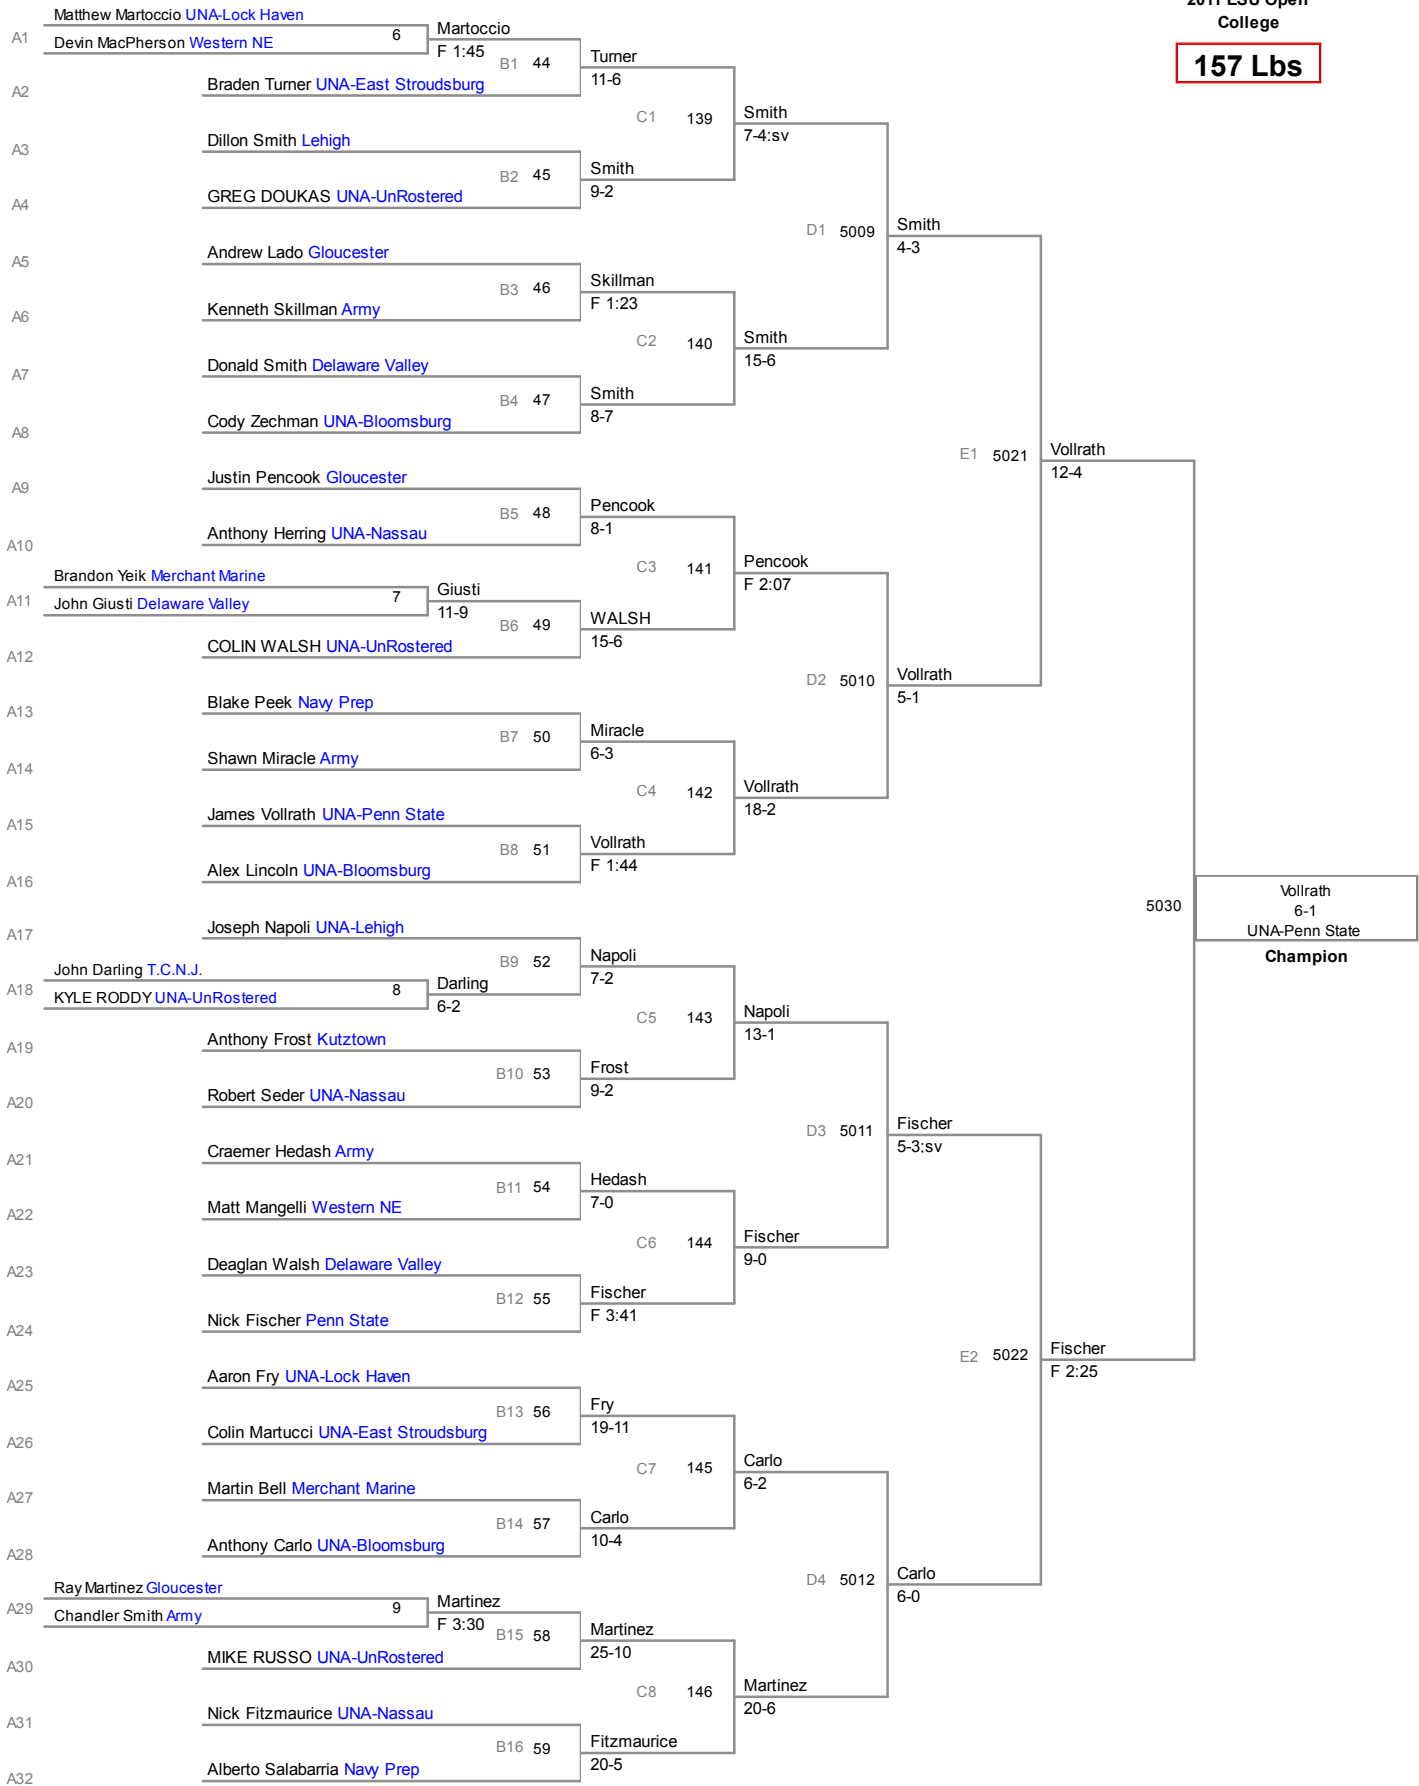 2011 ESU Open
College
157 Lbs
Matthew Martoccio UNA-Lock Haven
A1
6
Martoccio
Devin MacPherson Western NE
F 1:45
B1 44
Turner
A2
Braden Turner UNA-East Stroudsburg
11-6
C1 139
Smith
7-4:sv
A3
Dillon Smith Lehigh
B2 45
Smith
9-2
A4
GREG DOUKAS UNA-UnRostered
D1 5009
Smith
4-3
A5
Andrew Lado Gloucester
B3 46
Skillman
F 1:23
A6
Kenneth Skillman Army
C2 140
Smith
15-6
A7
Donald Smith Delaware Valley
B4 47
Smith
8-7
A8
Cody Zechman UNA-Bloomsburg
E1 5021
Vollrath
12-4
A9
Justin Pencook Gloucester
B5 48
Pencook
8-1
A10
Anthony Herring UNA-Nassau
C3 141
Pencook
F 2:07
Brandon Yeik Merchant Marine
A11
7
Giusti
John Giusti Delaware Valley
11-9
B6 49
WALSH
15-6
A12
COLIN WALSH UNA-UnRostered
D2 5010
Vollrath
5-1
A13
Blake Peek Navy Prep
B7 50
Miracle
6-3
A14
Shawn Miracle Army
C4 142
Vollrath
18-2
A15
James Vollrath UNA-Penn State
B8 51
Vollrath
F 1:44
A16
Alex Lincoln UNA-Bloomsburg
5030
Vollrath
6-1
UNA-Penn State
Champion
A17
Joseph Napoli UNA-Lehigh
B9 52
Napoli
7-2
John Darling T.C.N.J.
A18
8
Darling
KYLE RODDY UNA-UnRostered
6-2
C5 143
Napoli
13-1
A19
Anthony Frost Kutztown
B10 53
Frost
9-2
A20
Robert Seder UNA-Nassau
D3 5011
Fischer
5-3:sv
A21
Craemer Hedash Army
B11 54
Hedash
7-0
A22
Matt Mangelli Western NE
C6 144
Fischer
9-0
A23
Deaglan Walsh Delaware Valley
B12 55
Fischer
F 3:41
A24
Nick Fischer Penn State
E2 5022
Fischer
F 2:25
A25
Aaron Fry UNA-Lock Haven
B13 56
Fry
19-11
A26
Colin Martucci UNA-East Stroudsburg
C7 145
Carlo
6-2
A27
Martin Bell Merchant Marine
B14 57
Carlo
10-4
A28
Anthony Carlo UNA-Bloomsburg
D4 5012
Carlo
6-0
Ray Martinez Gloucester
A29
9
Martinez
Chandler Smith Army
F 3:30
B15 58
Martinez
25-10
A30
MIKE RUSSO UNA-UnRostered
C8 146
Martinez
20-6
A31
Nick Fitzmaurice UNA-Nassau
B16 59
Fitzmaurice
20-5
A32
Alberto Salabarria Navy Prep